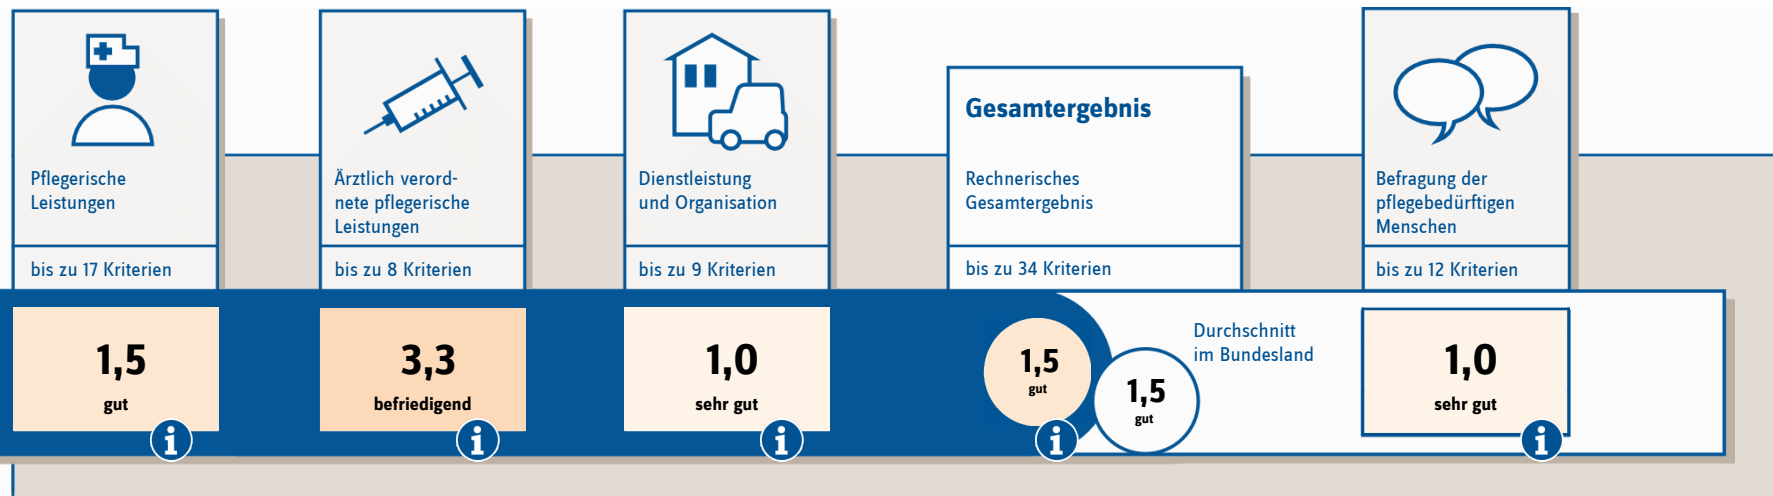 Pflegerische
Leistungen
bis zu 17 Kriterien
1,5
gut
i
Ärztlich verord-
nete pflegerische
Leistungen
bis zu 8 Kriterien
3,3
befriedigend
i
Dienstleistung
und Organisation
bis zu 9 Kriterien
1,0
sehr gut
i
Gesamtergebnis
Rechnerisches
Gesamtergebnis
bis zu 34 Kriterien
1,5
gut
i
Durchschnitt
im Bundesland
1,5
gut
Befragung der
pflegebedürftigen
Menschen
bis zu 12 Kriterien
1,0
sehr gut
i